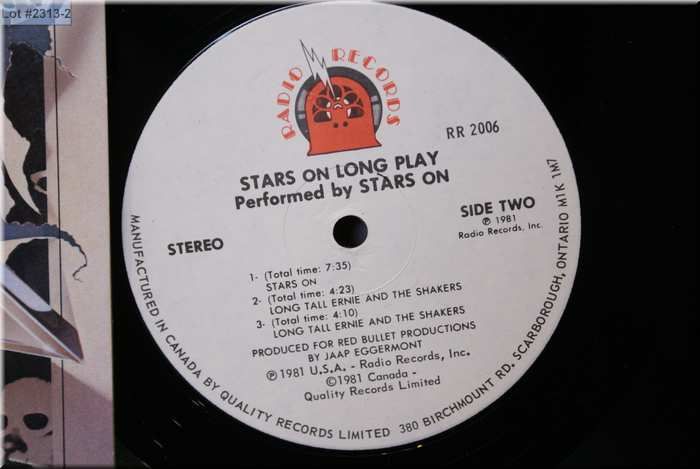 Lot #2313-2
RADIO RECORDS
RR 2006
STARS ON LONG PLAY
Performed by STARS ON
STEREO
SIDE TWO
℗ 1981
Radio Records, Inc.
1- (Total time: 7:35)
STARS ON
2- (Total time: 4:23)
LONG TALL ERNIE AND THE SHAKERS
3- (Total time: 4:10)
LONG TALL ERNIE AND THE SHAKERS
PRODUCED FOR RED BULLET PRODUCTIONS
BY JAAP EGGERMONT
℗ 1981 U.S.A. - Radio Records, Inc.
©1981 Canada -
Quality Records Limited
MANUFACTURED IN CANADA BY QUALITY RECORDS LIMITED 380 BIRCHMOUNT RD. SCARBOROUGH, ONTARIO M1K 1M7